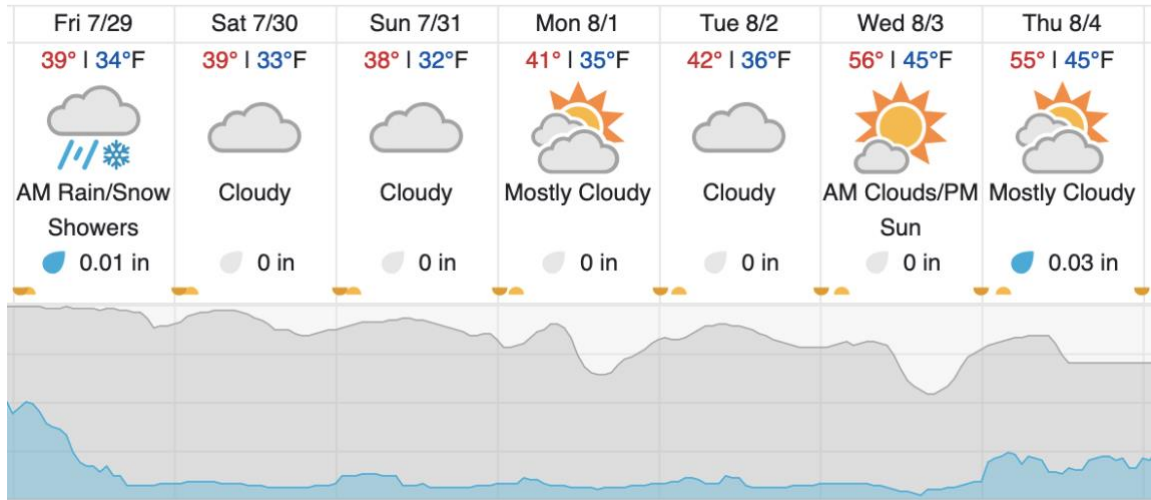 Fri 7/29 Sat 7/30 Sun 7/31 Mon 8/1 Tue 8/2 Wed 8/3 Thu 8/4
39° | 34°F 39° | 33°F 38° | 32°F 41° | 35°F 42° | 36°F 56° | 45°F 55° | 45°F
AM Rain/Snow Cloudy Cloudy Mostly Cloudy Cloudy AM Clouds/PM Mostly Cloudy
Showers Sun
0.01 in 0 in 0 in 0 in 0 in 0 in 0.03 in